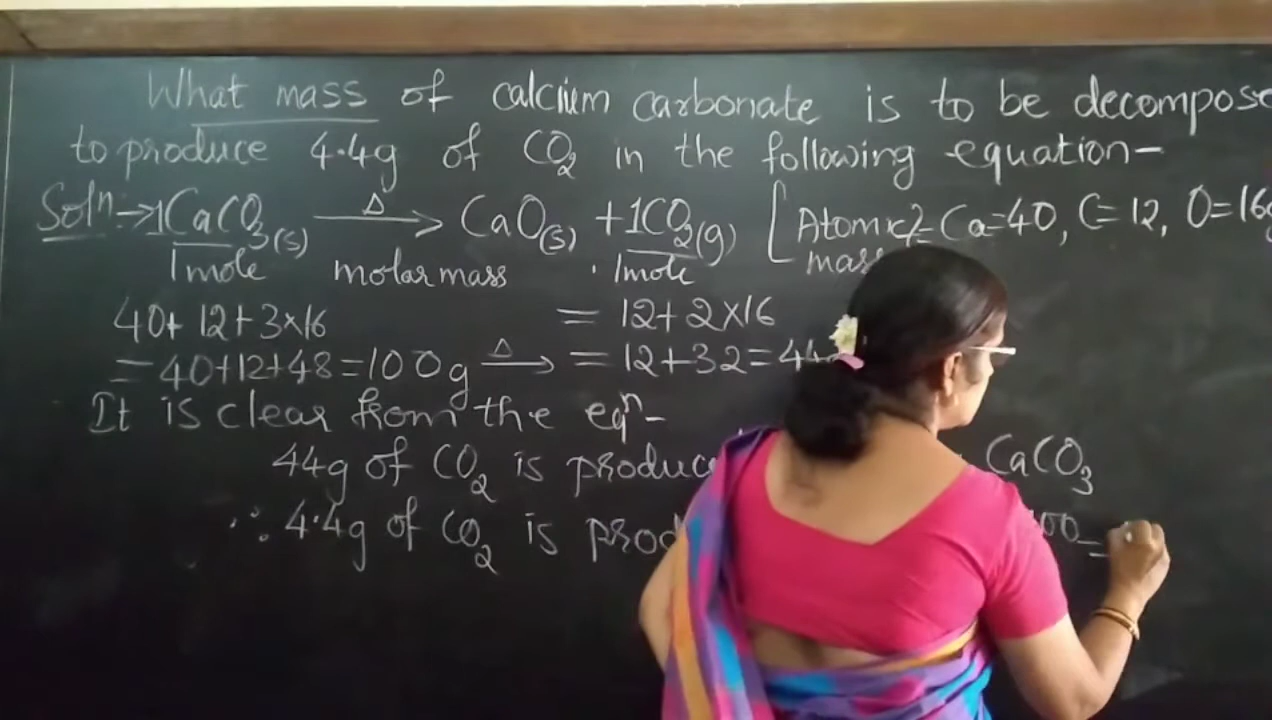 What mass of calcium carbonate is to be decompose
to produce 4.4g of CO₂ in the following equation-
Solⁿ:→ 1CaCO₃(s) —Δ→ CaO(s) + 1CO₂(g) [Atomic mass}= Ca=40, C=12, O=16g
1mole molar mass . 1mole
40+12+3×16 = 12+2×16
=40+12+48=100g —Δ→ =12+32=44
It is clear from the eqⁿ-
44g of CO₂ is CaCO₃
∴ 4.4g of CO₂ is 100 =